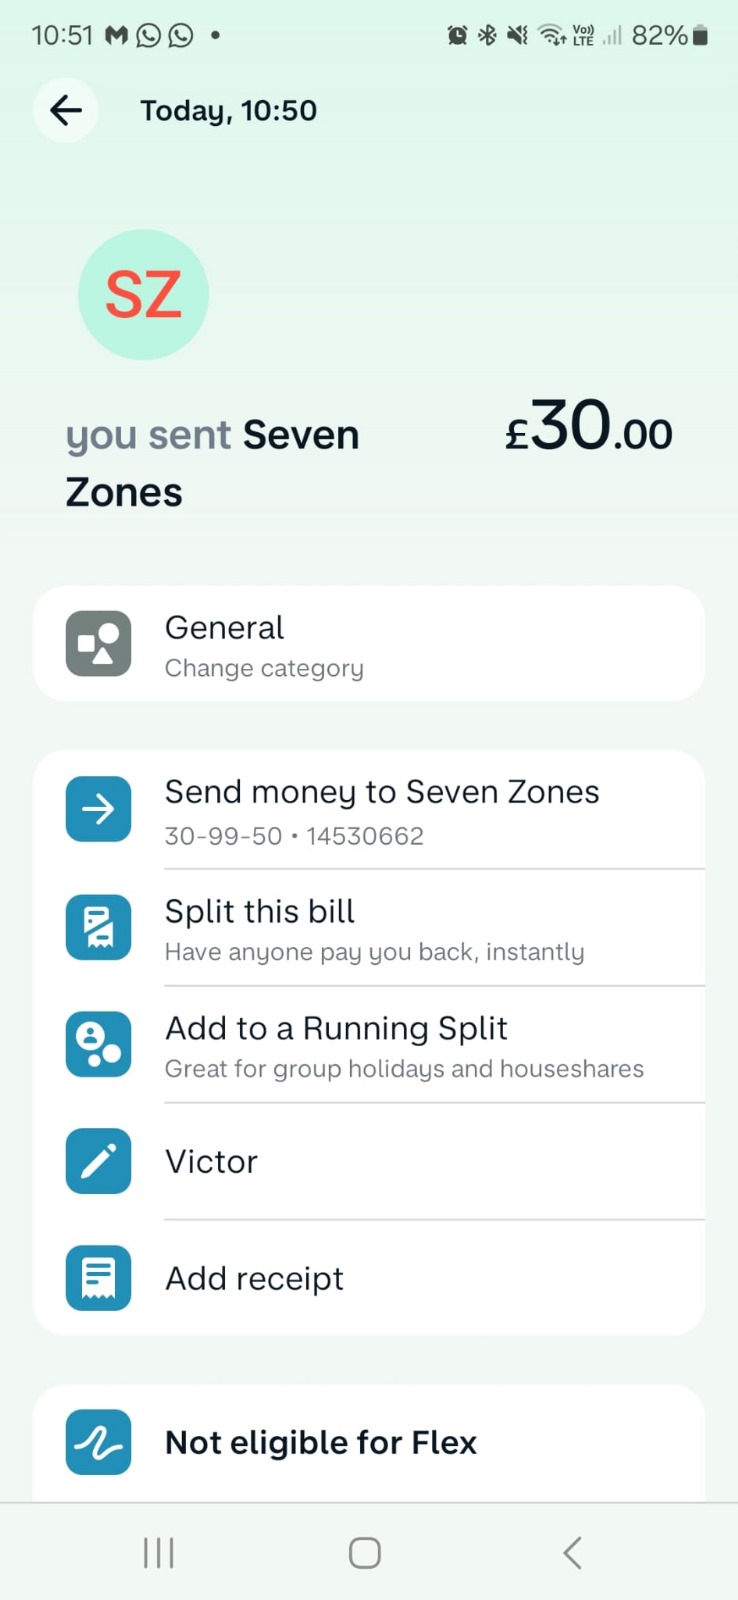 10:51
Vo))
LTE
82%
Today, 10:50
SZ
you sent Seven
Zones
£30.00
General
Change category
Send money to Seven Zones
30-99-50 • 14530662
Split this bill
Have anyone pay you back, instantly
Add to a Running Split
Great for group holidays and houseshares
Victor
Add receipt
Not eligible for Flex